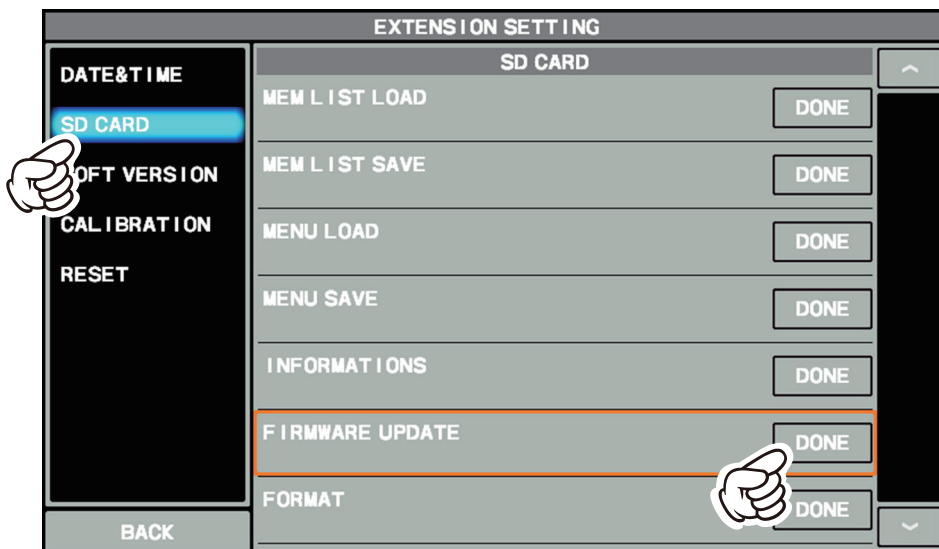 EXTENSION SETTING
DATE&TIME
SD CARD
SOFT VERSION
CALIBRATION
RESET
BACK
SD CARD
MEM LIST LOAD DONE
MEM LIST SAVE DONE
MENU LOAD DONE
MENU SAVE DONE
INFORMATIONS DONE
FIRMWARE UPDATE DONE
FORMAT DONE